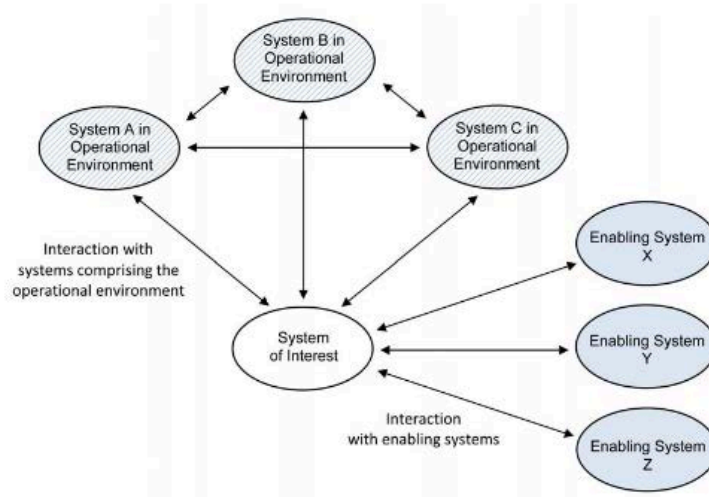 System B in
Operational
Environment
System A in
Operational
Environment
System C in
Operational
Environment
Interaction with
systems comprising the
operational environment
Enabling System
X
System
of Interest
Enabling System
Y
Interaction
with enabling systems
Enabling System
Z